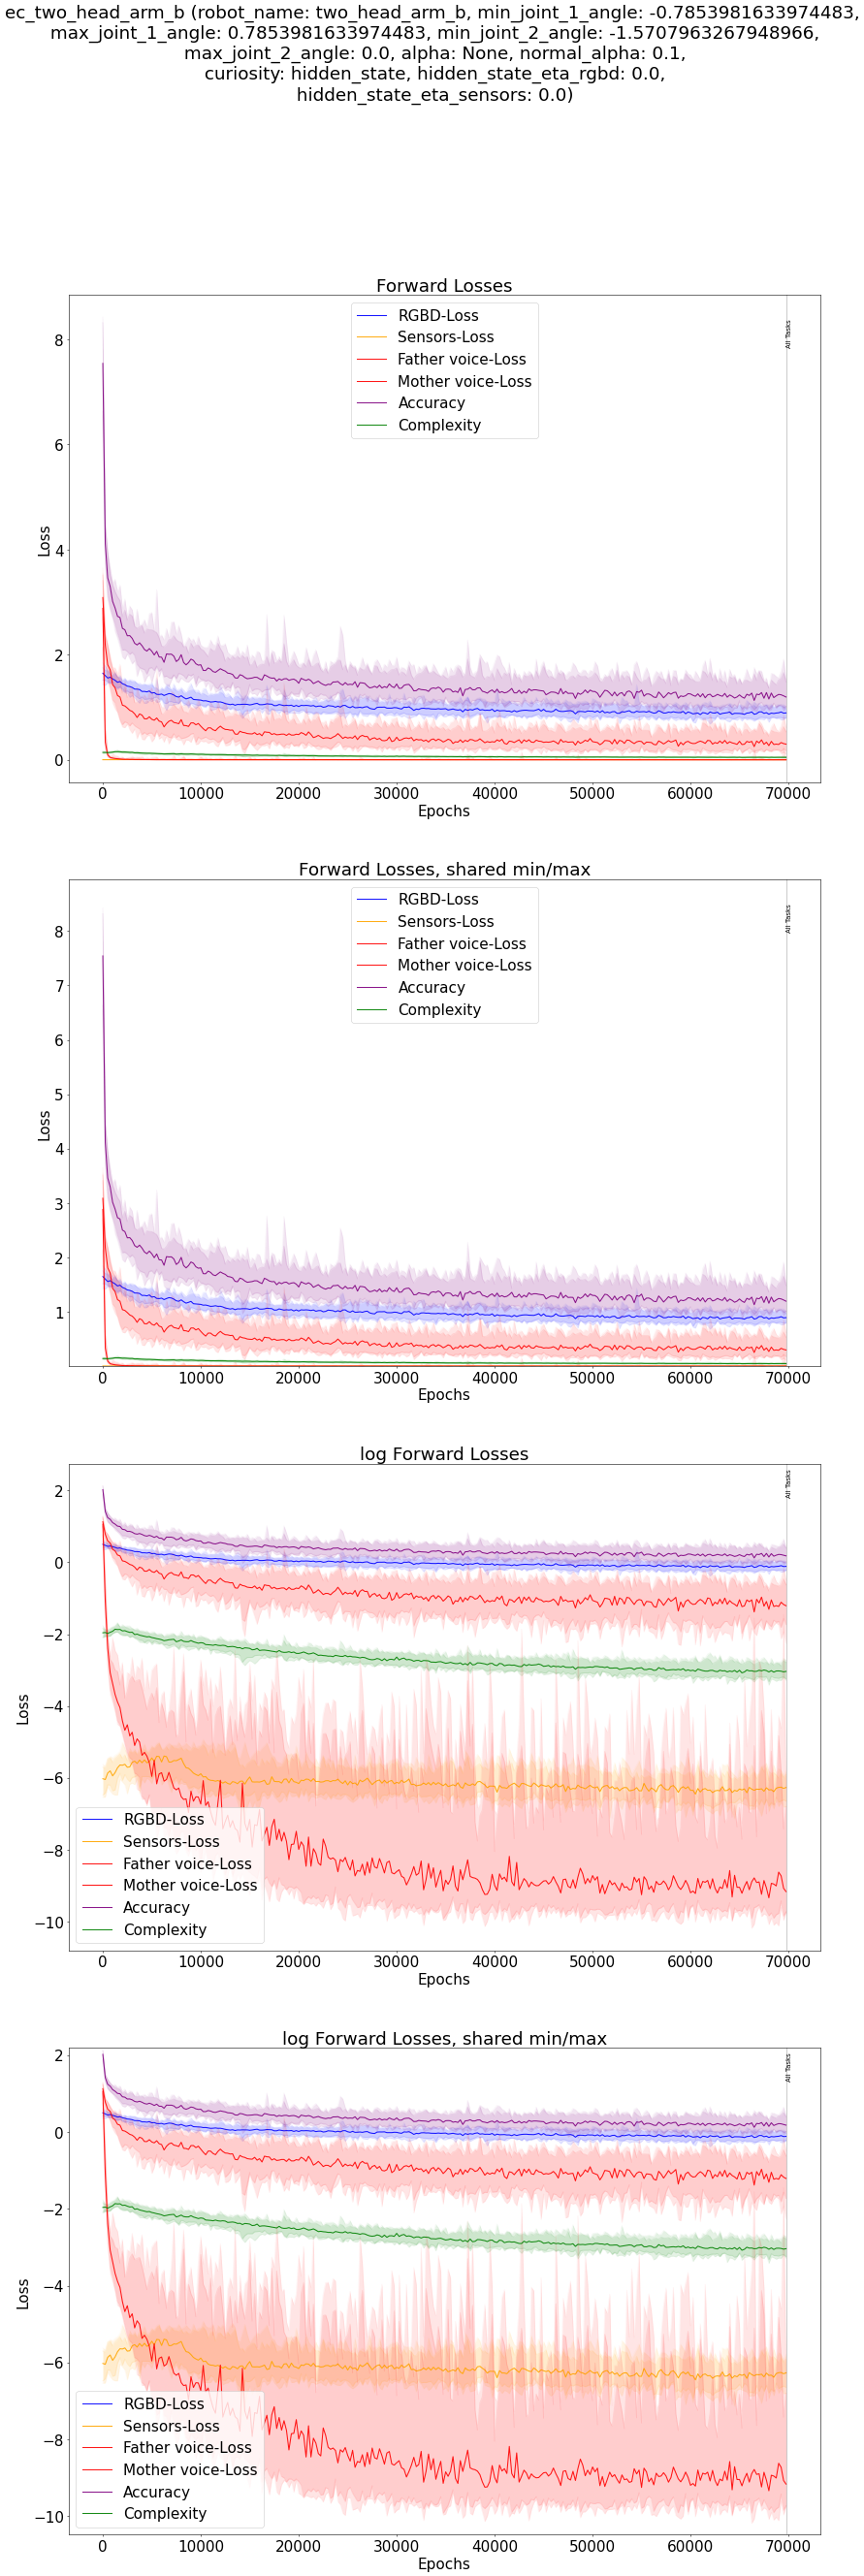 ec_two_head_arm_b (robot_name: two_head_arm_b, min_joint_1_angle: -0.7853981633974483,
max_joint_1_angle: 0.7853981633974483, min_joint_2_angle: -1.5707963267948966,
max_joint_2_angle: 0.0, alpha: None, normal_alpha: 0.1,
curiosity: hidden_state, hidden_state_eta_rgbd: 0.0,
hidden_state_eta_sensors: 0.0)
Forward Losses
RGBD-Loss
Sensors-Loss
Father voice-Loss
Mother voice-Loss
Accuracy
Complexity
All Tasks
Loss
8
6
4
2
0
0 10000 20000 30000 40000 50000 60000 70000
Epochs
Forward Losses, shared min/max
RGBD-Loss
Sensors-Loss
Father voice-Loss
Mother voice-Loss
Accuracy
Complexity
All Tasks
Loss
8
7
6
5
4
3
2
1
0 10000 20000 30000 40000 50000 60000 70000
Epochs
log Forward Losses
All Tasks
Loss
2
0
−2
−4
−6
−8
−10
RGBD-Loss
Sensors-Loss
Father voice-Loss
Mother voice-Loss
Accuracy
Complexity
0 10000 20000 30000 40000 50000 60000 70000
Epochs
log Forward Losses, shared min/max
All Tasks
Loss
2
0
−2
−4
−6
−8
−10
RGBD-Loss
Sensors-Loss
Father voice-Loss
Mother voice-Loss
Accuracy
Complexity
0 10000 20000 30000 40000 50000 60000 70000
Epochs